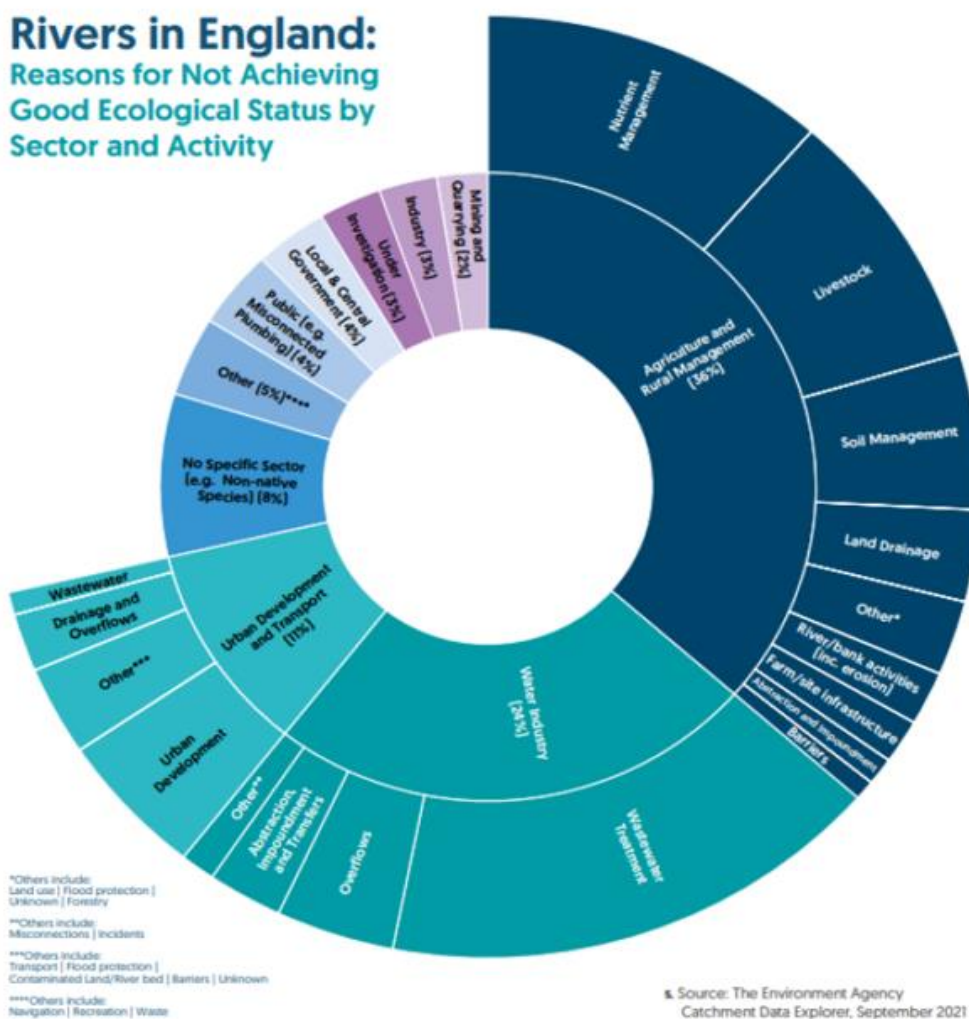 Rivers in England:
Reasons for Not Achieving
Good Ecological Status by
Sector and Activity
Nutrient
Management
Livestock
Soil Management
Land Drainage
Other*
River/bank activities
(inc. erosion)
Farm/site infrastructure
Abstraction and Impoundment
Barriers
Agriculture and
Rural Management
(36%)
Water Industry
(24%)
Wastewater
Treatment
Overflows
Abstraction,
Impoundment
and Transfers
Other**
Urban Development
and Transport
(11%)
Urban
Development
Other***
Drainage and
Overflows
Wastewater
No Specific Sector
(e.g. Non-native
Species) (8%)
Other (5%)****
Public (e.g.
Misconnected
Plumbing) (4%)
Local & Central
Government (4%)
Under
Investigation (3%)
Industry (3%)
Mining and
Quarrying (2%)
*Others include:
Land use | Flood protection |
Unknown | Forestry
**Others include:
Misconnections | Incidents
***Others include:
Transport | Flood protection |
Contaminated Land/River bed | Barriers | Unknown
****Others include:
Navigation | Recreation | Waste
5. Source: The Environment Agency
Catchment Data Explorer, September 2021